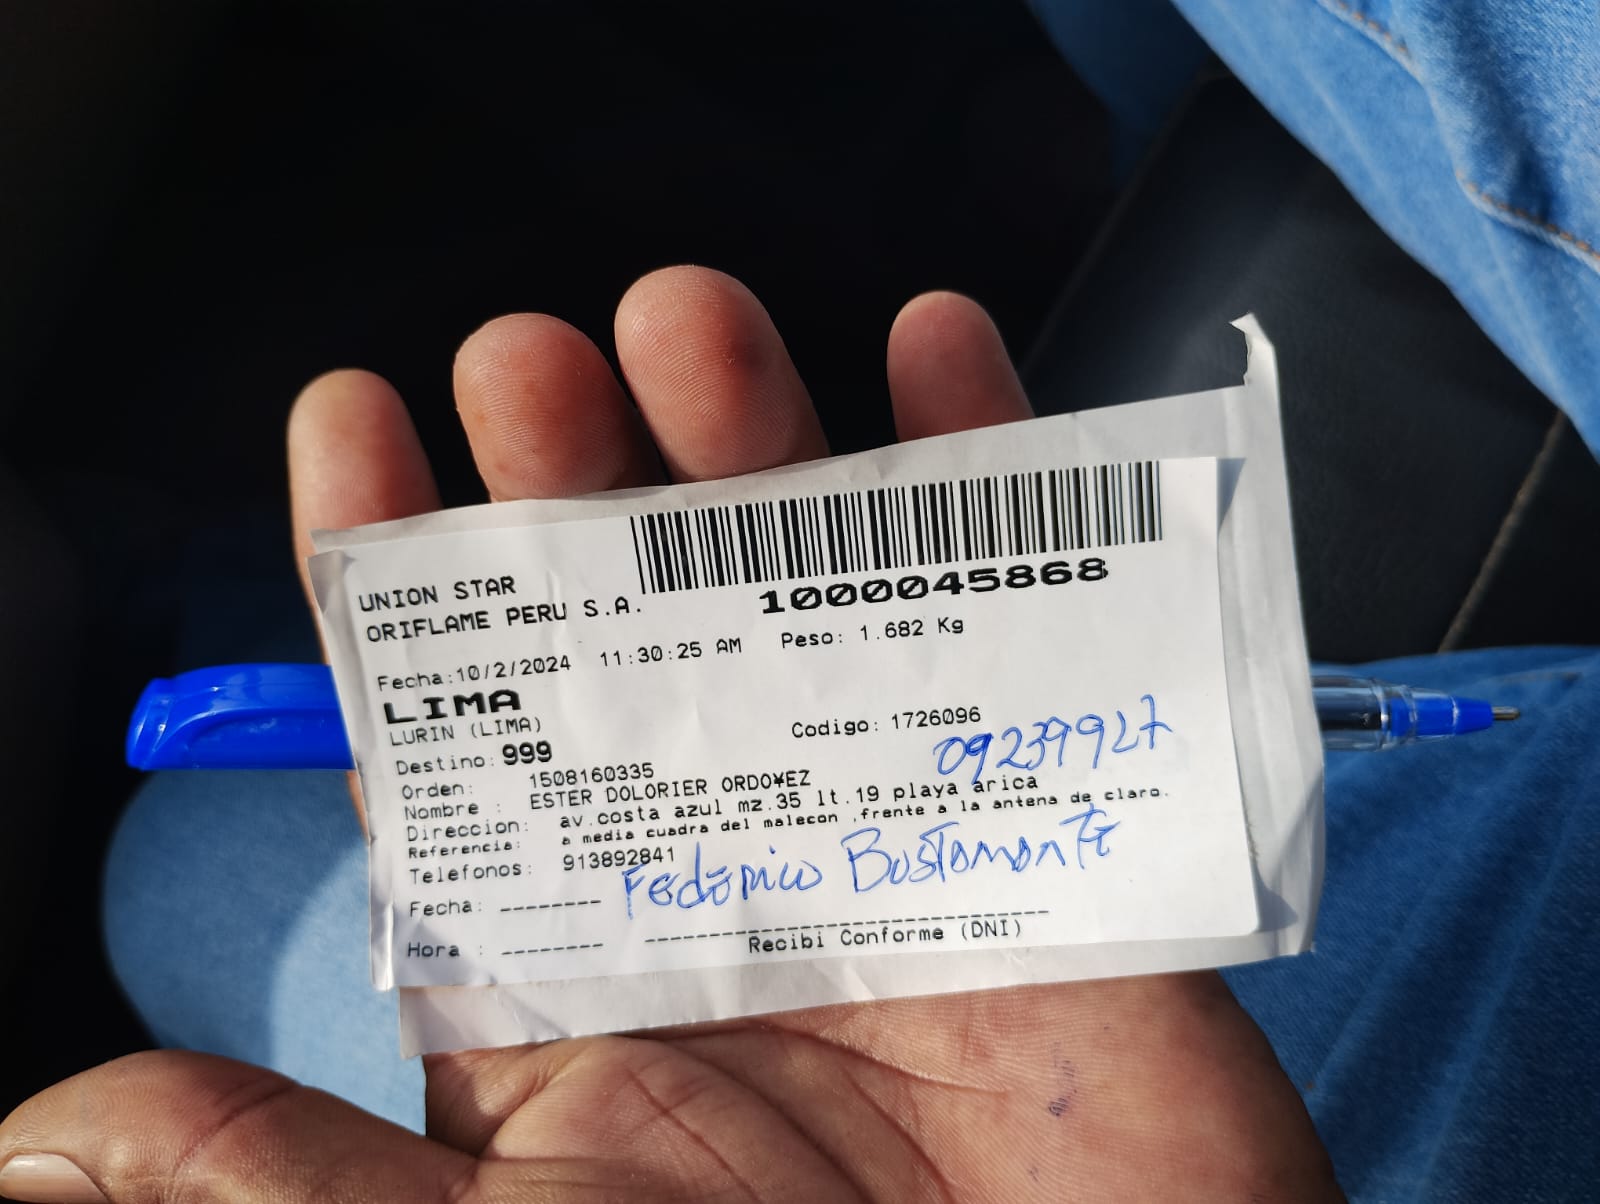 UNION STAR
ORIFLAME PERU S.A.
1000045868
Fecha:10/2/2024 11:30:25 AM Peso: 1.682 Kg
LIMA
LURIN (LIMA)
Codigo: 1726096
Destino: 999
09239927
Orden: 1508160335
Nombre : ESTER DOLORIER ORDO¥EZ
Direccion: av.costa azul mz.35 lt.19 playa arica
Referencia: a media cuadra del malecon ,frente a la antena de claro.
Telefonos: 913892841
Federico Bustamante
Fecha: --------
Hora : --------
Recibi Conforme (DNI)